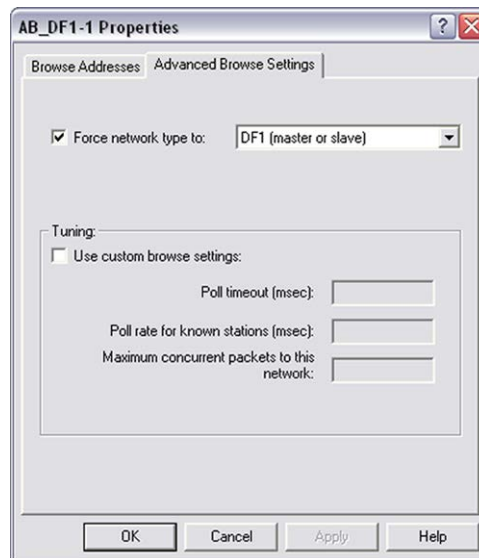 AB_DF1-1 Properties
Browse Addresses
Advanced Browse Settings
Force network type to:
DF1 (master or slave)
Tuning:
Use custom browse settings:
Poll timeout (msec):
Poll rate for known stations (msec):
Maximum concurrent packets to this
network:
OK
Cancel
Apply
Help